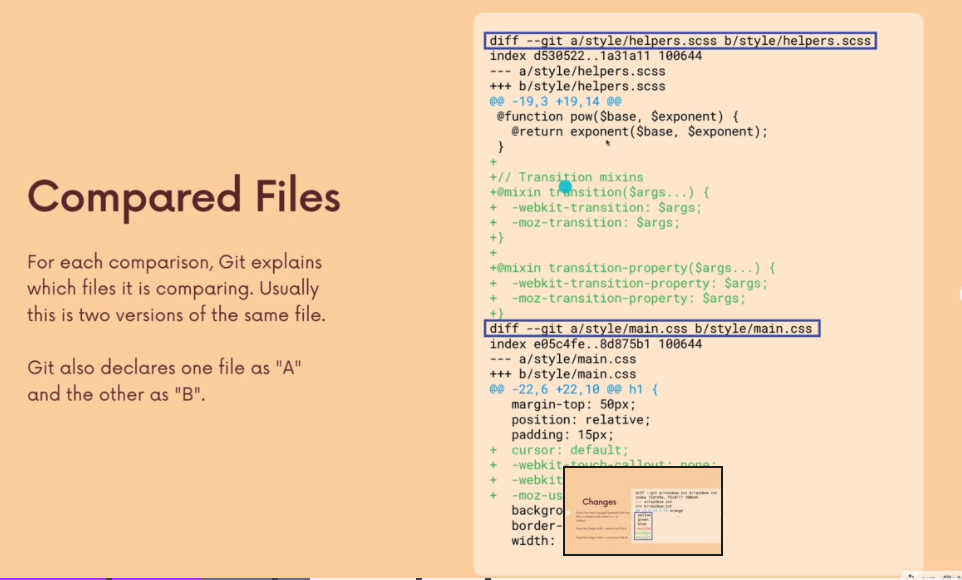 Compared Files
For each comparison, Git explains
which files it is comparing. Usually
this is two versions of the same file.
Git also declares one file as "A"
and the other as "B".
diff --git a/style/helpers.scss b/style/helpers.scss
index d530522..1a31a11 100644
--- a/style/helpers.scss
+++ b/style/helpers.scss
@@ -19,3 +19,14 @@
@function pow($base, $exponent) {
@return exponent($base, $exponent);
}
+
+// Transition mixins
+@mixin transition($args...) {
+  -webkit-transition: $args;
+  -moz-transition: $args;
+}
+
+@mixin transition-property($args...) {
+  -webkit-transition-property: $args;
+  -moz-transition-property: $args;
+}
diff --git a/style/main.css b/style/main.css
index e05c4fe..8d875b1 100644
--- a/style/main.css
+++ b/style/main.css
@@ -22,6 +22,10 @@ h1 {
margin-top: 50px;
position: relative;
padding: 15px;
+  cursor: default;
+  -webkit-touch-callout: none;
+  -webkit
+  -moz-us
backgro
border-
width:
Changes